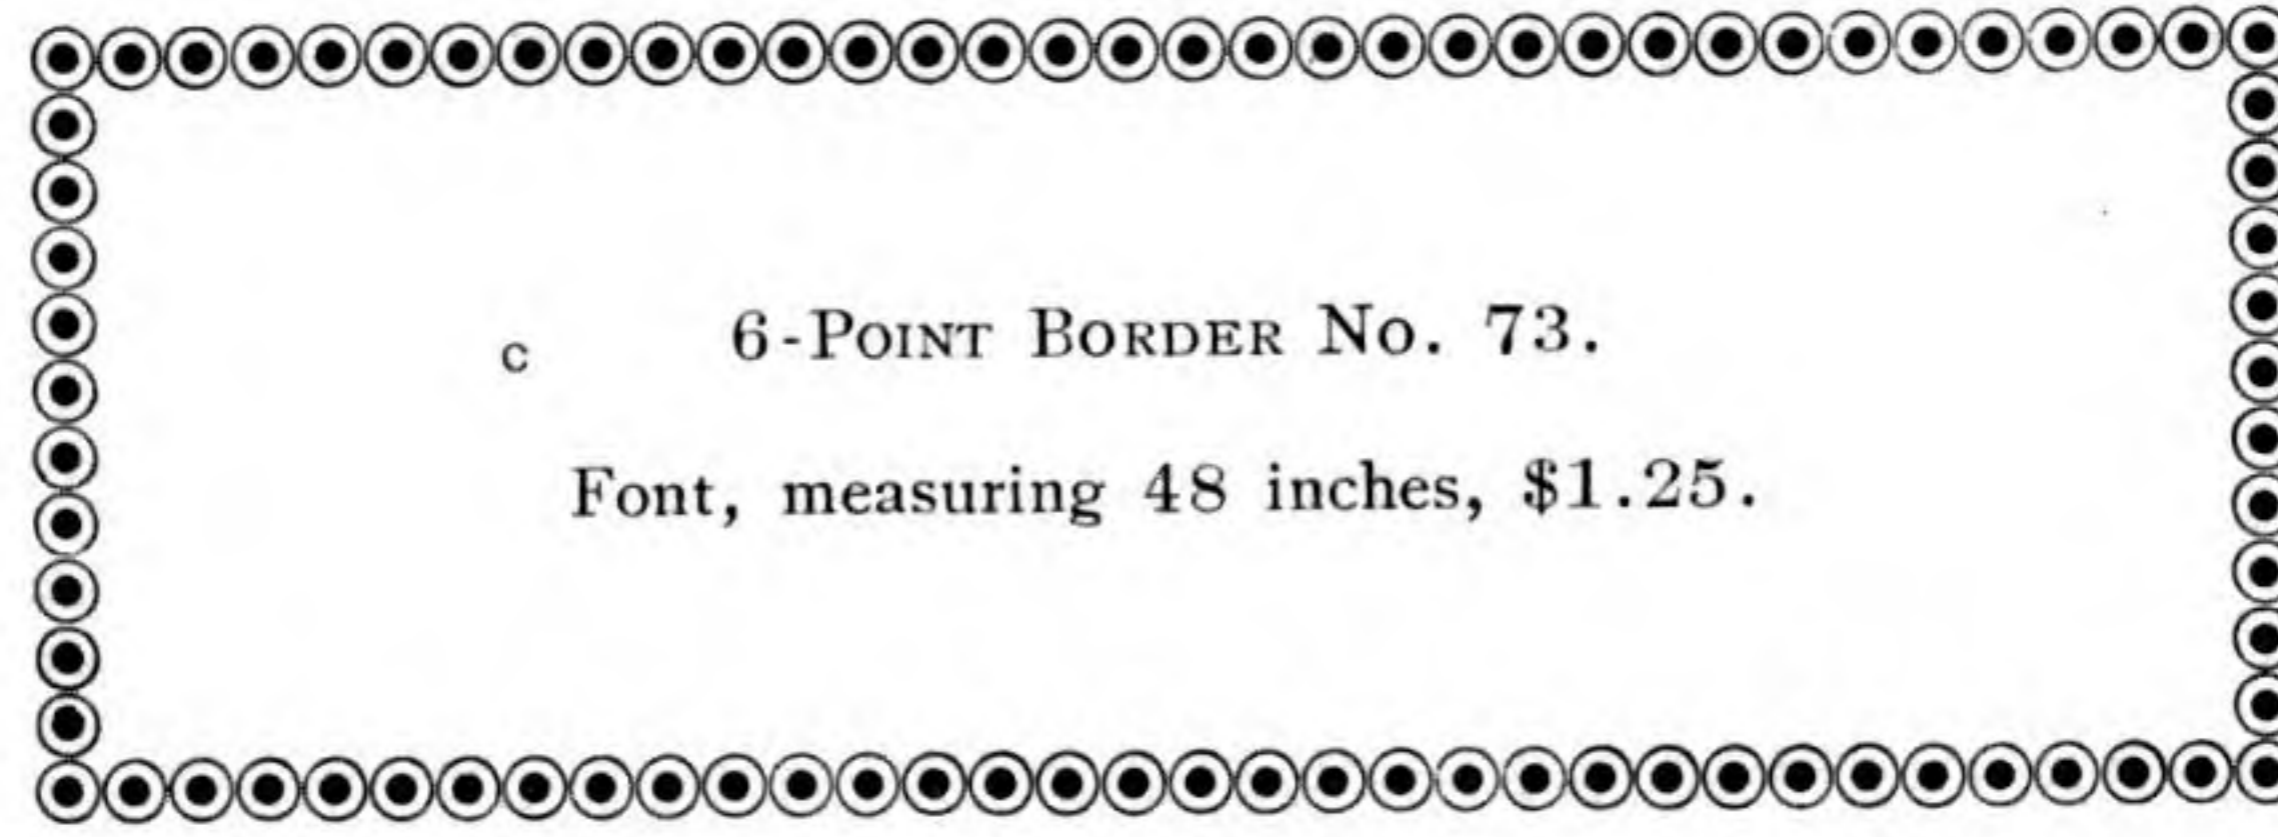 c 6-Point Border No. 73.
Font, measuring 48 inches, $1.25.